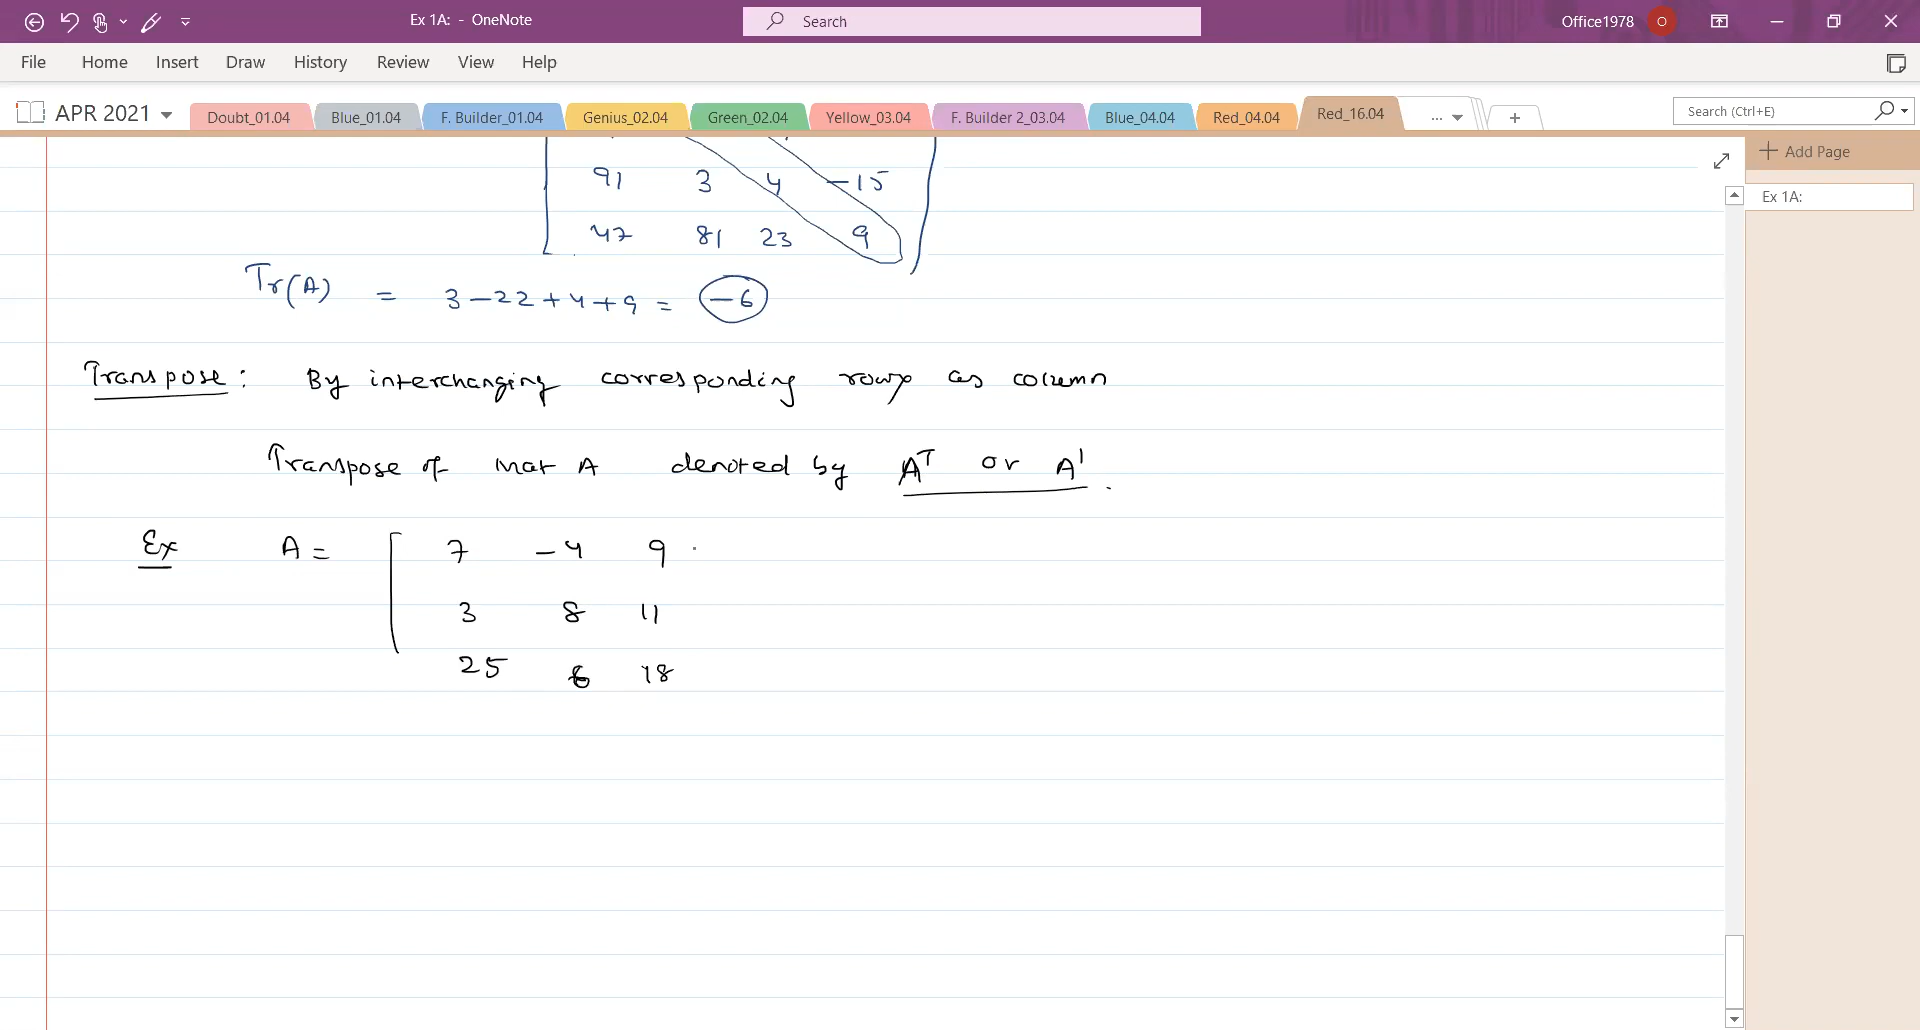 Ex 1A: - OneNote
Search
Office1978
O
File Home Insert Draw History Review View Help
APR 2021
Doubt_01.04 Blue_01.04 F. Builder_01.04 Genius_02.04 Green_02.04 Yellow_03.04 F. Builder 2_03.04 Blue_04.04 Red_04.04 Red_16.04 ... +
Search (Ctrl+E)
+ Add Page
Ex 1A:
91 3 4 -15
47 81 23 9
Tr(A) = 3-22+4+9 = -6
Transpose: By interchanging corresponding rows as column
Transpose of mat A denoted by Aᵀ or A'.
Ex A = [ 7 -4 9
3 8 11
25 6 18